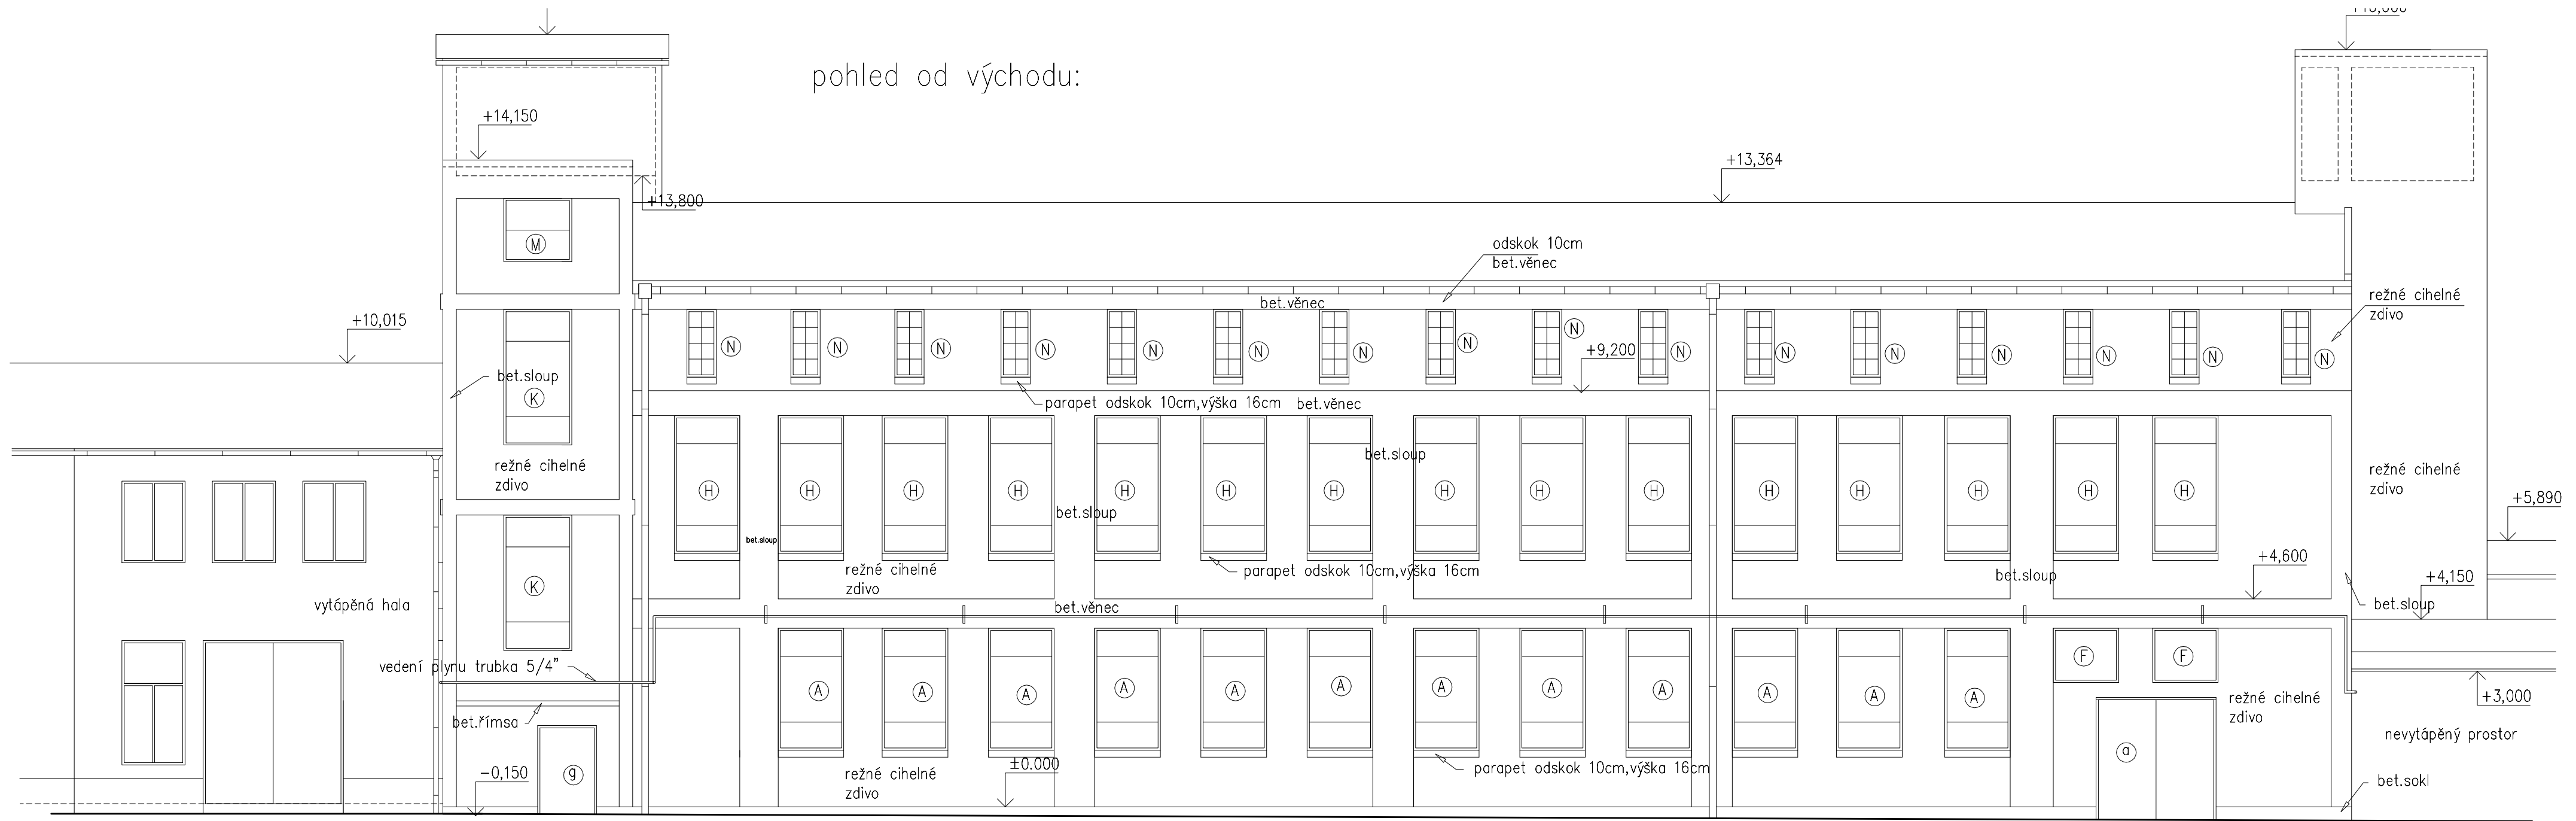 pohled od východu:
+14,150
+13,800
+13,364
M
odskok 10cm
bet.věnec
bet.věnec
režné cihelné
zdivo
+10,015
N N N N N N N N N N N N N N N N
+9,200
bet.sloup
K
parapet odskok 10cm,výška 16cm
bet.věnec
bet.sloup
režné cihelné
zdivo
režné cihelné
zdivo
H H H H H H H H H H H H H H H
+5,890
bet.sloup
bet.sloup
režné cihelné
zdivo
parapet odskok 10cm,výška 16cm
bet.sloup
+4,600
+4,150
K
vytápěná hala
bet.věnec
bet.sloup
vedení plynu trubka 5/4"
F F
A A A A A A A A A A A A
+3,000
bet.římsa
režné cihelné
zdivo
nevytápěný prostor
a
-0,150
g
režné cihelné
zdivo
±0.000
parapet odskok 10cm,výška 16cm
bet.sokl